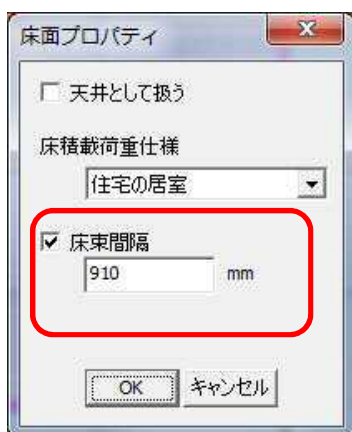 床面プロパティ
天井として扱う
床積載荷重仕様
住宅の居室
床束間隔
910 mm
OK キャンセル